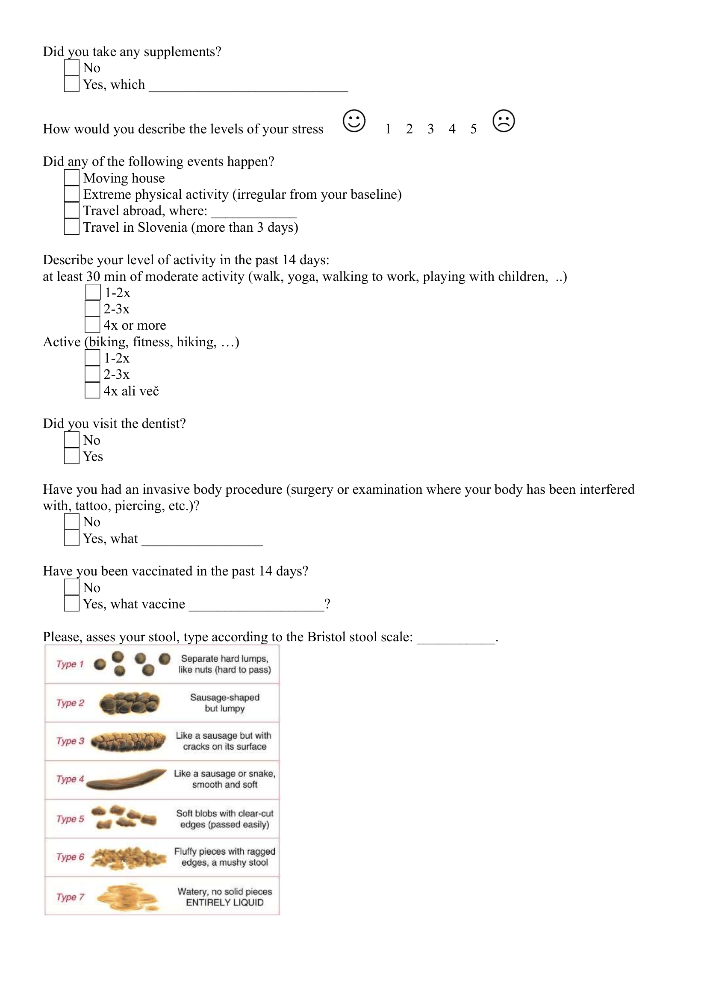 Did you take any supplements?
No
Yes, which ____________________________
How would you describe the levels of your stress 1 2 3 4 5
Did any of the following events happen?
Moving house
Extreme physical activity (irregular from your baseline)
Travel abroad, where: ____________
Travel in Slovenia (more than 3 days)
Describe your level of activity in the past 14 days:
at least 30 min of moderate activity (walk, yoga, walking to work, playing with children,  ..)
1-2x
2-3x
4x or more
Active (biking, fitness, hiking, …)
1-2x
2-3x
4x ali več
Did you visit the dentist?
No
Yes
Have you had an invasive body procedure (surgery or examination where your body has been interfered
with, tattoo, piercing, etc.)?
No
Yes, what _________________
Have you been vaccinated in the past 14 days?
No
Yes, what vaccine ___________________?
Please, asses your stool, type according to the Bristol stool scale: ___________.
Type 1 Separate hard lumps,
like nuts (hard to pass)
Type 2 Sausage-shaped
but lumpy
Type 3 Like a sausage but with
cracks on its surface
Type 4 Like a sausage or snake,
smooth and soft
Type 5 Soft blobs with clear-cut
edges (passed easily)
Type 6 Fluffy pieces with ragged
edges, a mushy stool
Type 7 Watery, no solid pieces
ENTIRELY LIQUID